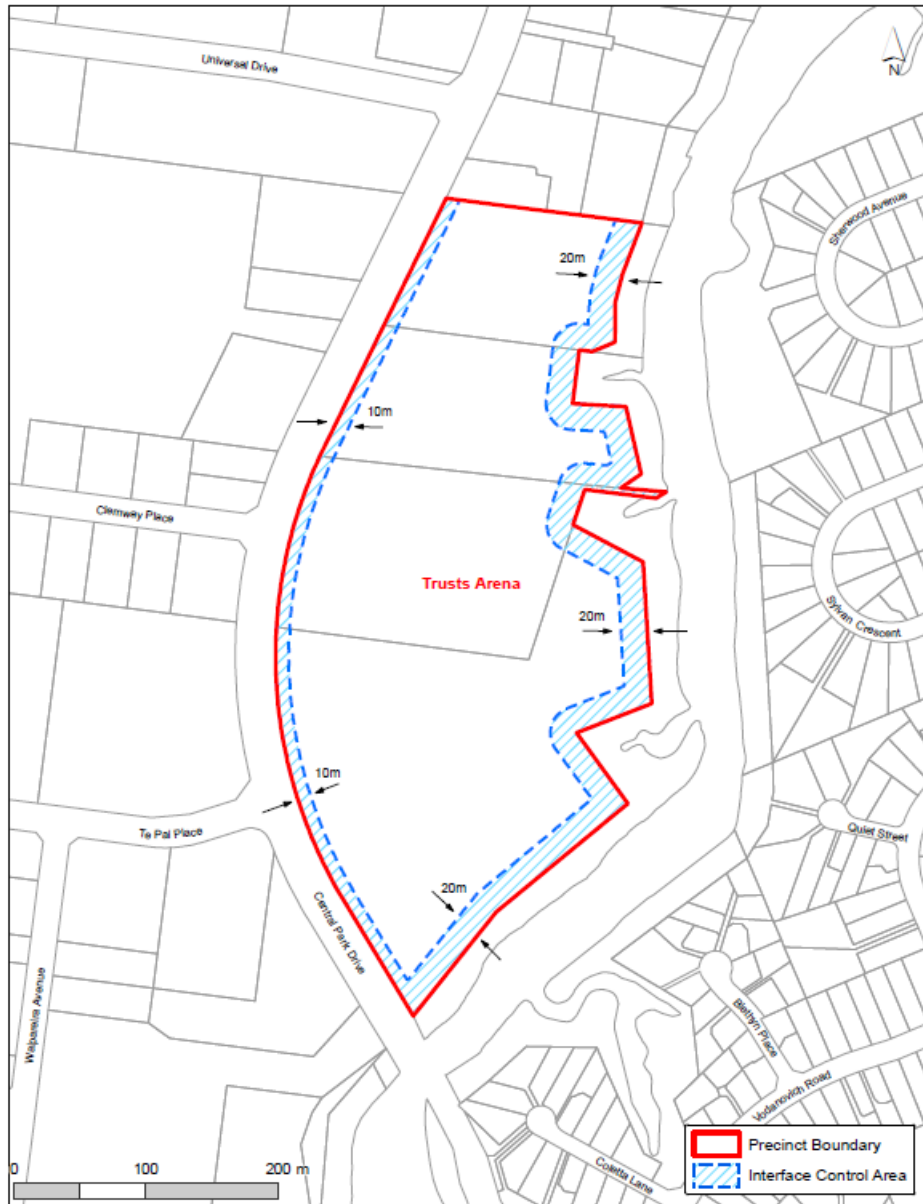 Universal Drive
N
Sherwood Avenue
20m
10m
Clemway Place
Trusts Arena
20m
Sylvan Crescent
10m
Te Pai Place
Quiet Street
20m
Central Park Drive
Waipareira Avenue
Blethyn Place
Vodanovich Road
Coletta Lane
0 100 200 m
Precinct Boundary
Interface Control Area